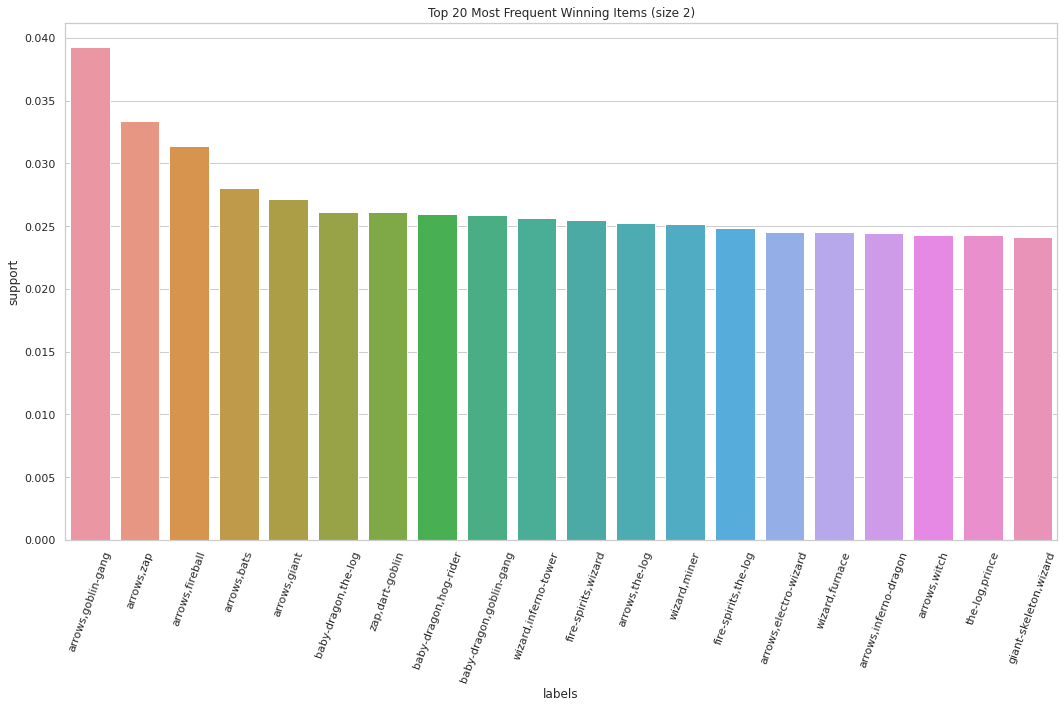 Top 20 Most Frequent Winning Items (size 2)
0.040
0.035
0.030
0.025
0.020
0.015
0.010
0.005
0.000
support
arrows,goblin-gang
arrows,zap
arrows,fireball
arrows,bats
arrows,giant
baby-dragon,the-log
zap,dart-goblin
baby-dragon,hog-rider
baby-dragon,goblin-gang
wizard,inferno-tower
fire-spirits,wizard
arrows,the-log
wizard,miner
fire-spirits,the-log
arrows,electro-wizard
wizard,furnace
arrows,inferno-dragon
arrows,witch
the-log,prince
giant-skeleton,wizard
labels